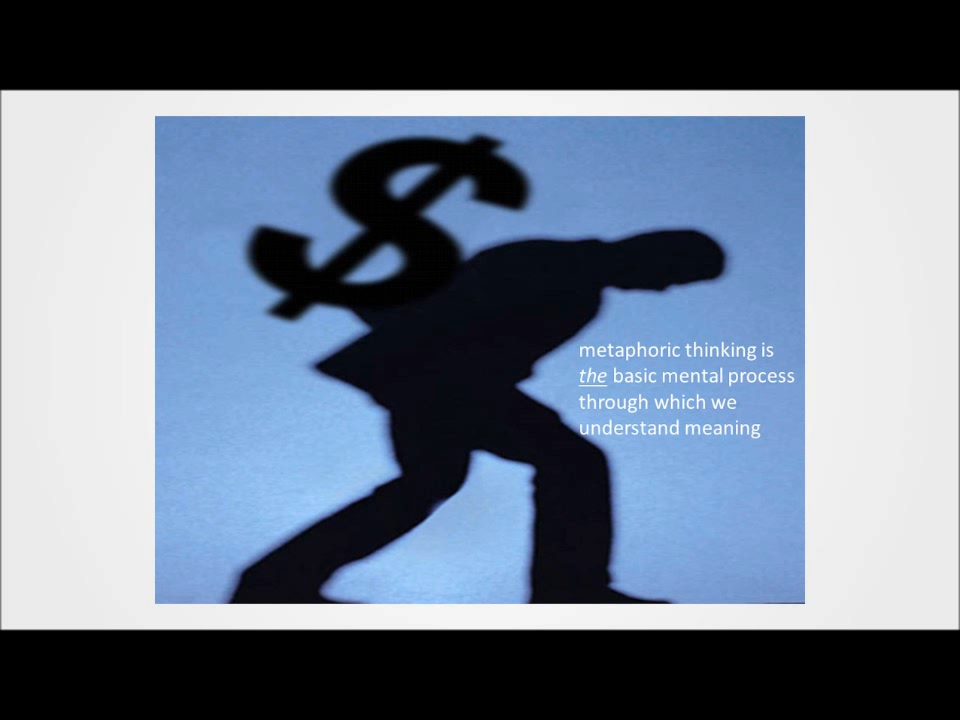 metaphoric thinking is
the basic mental process
through which we
understand meaning